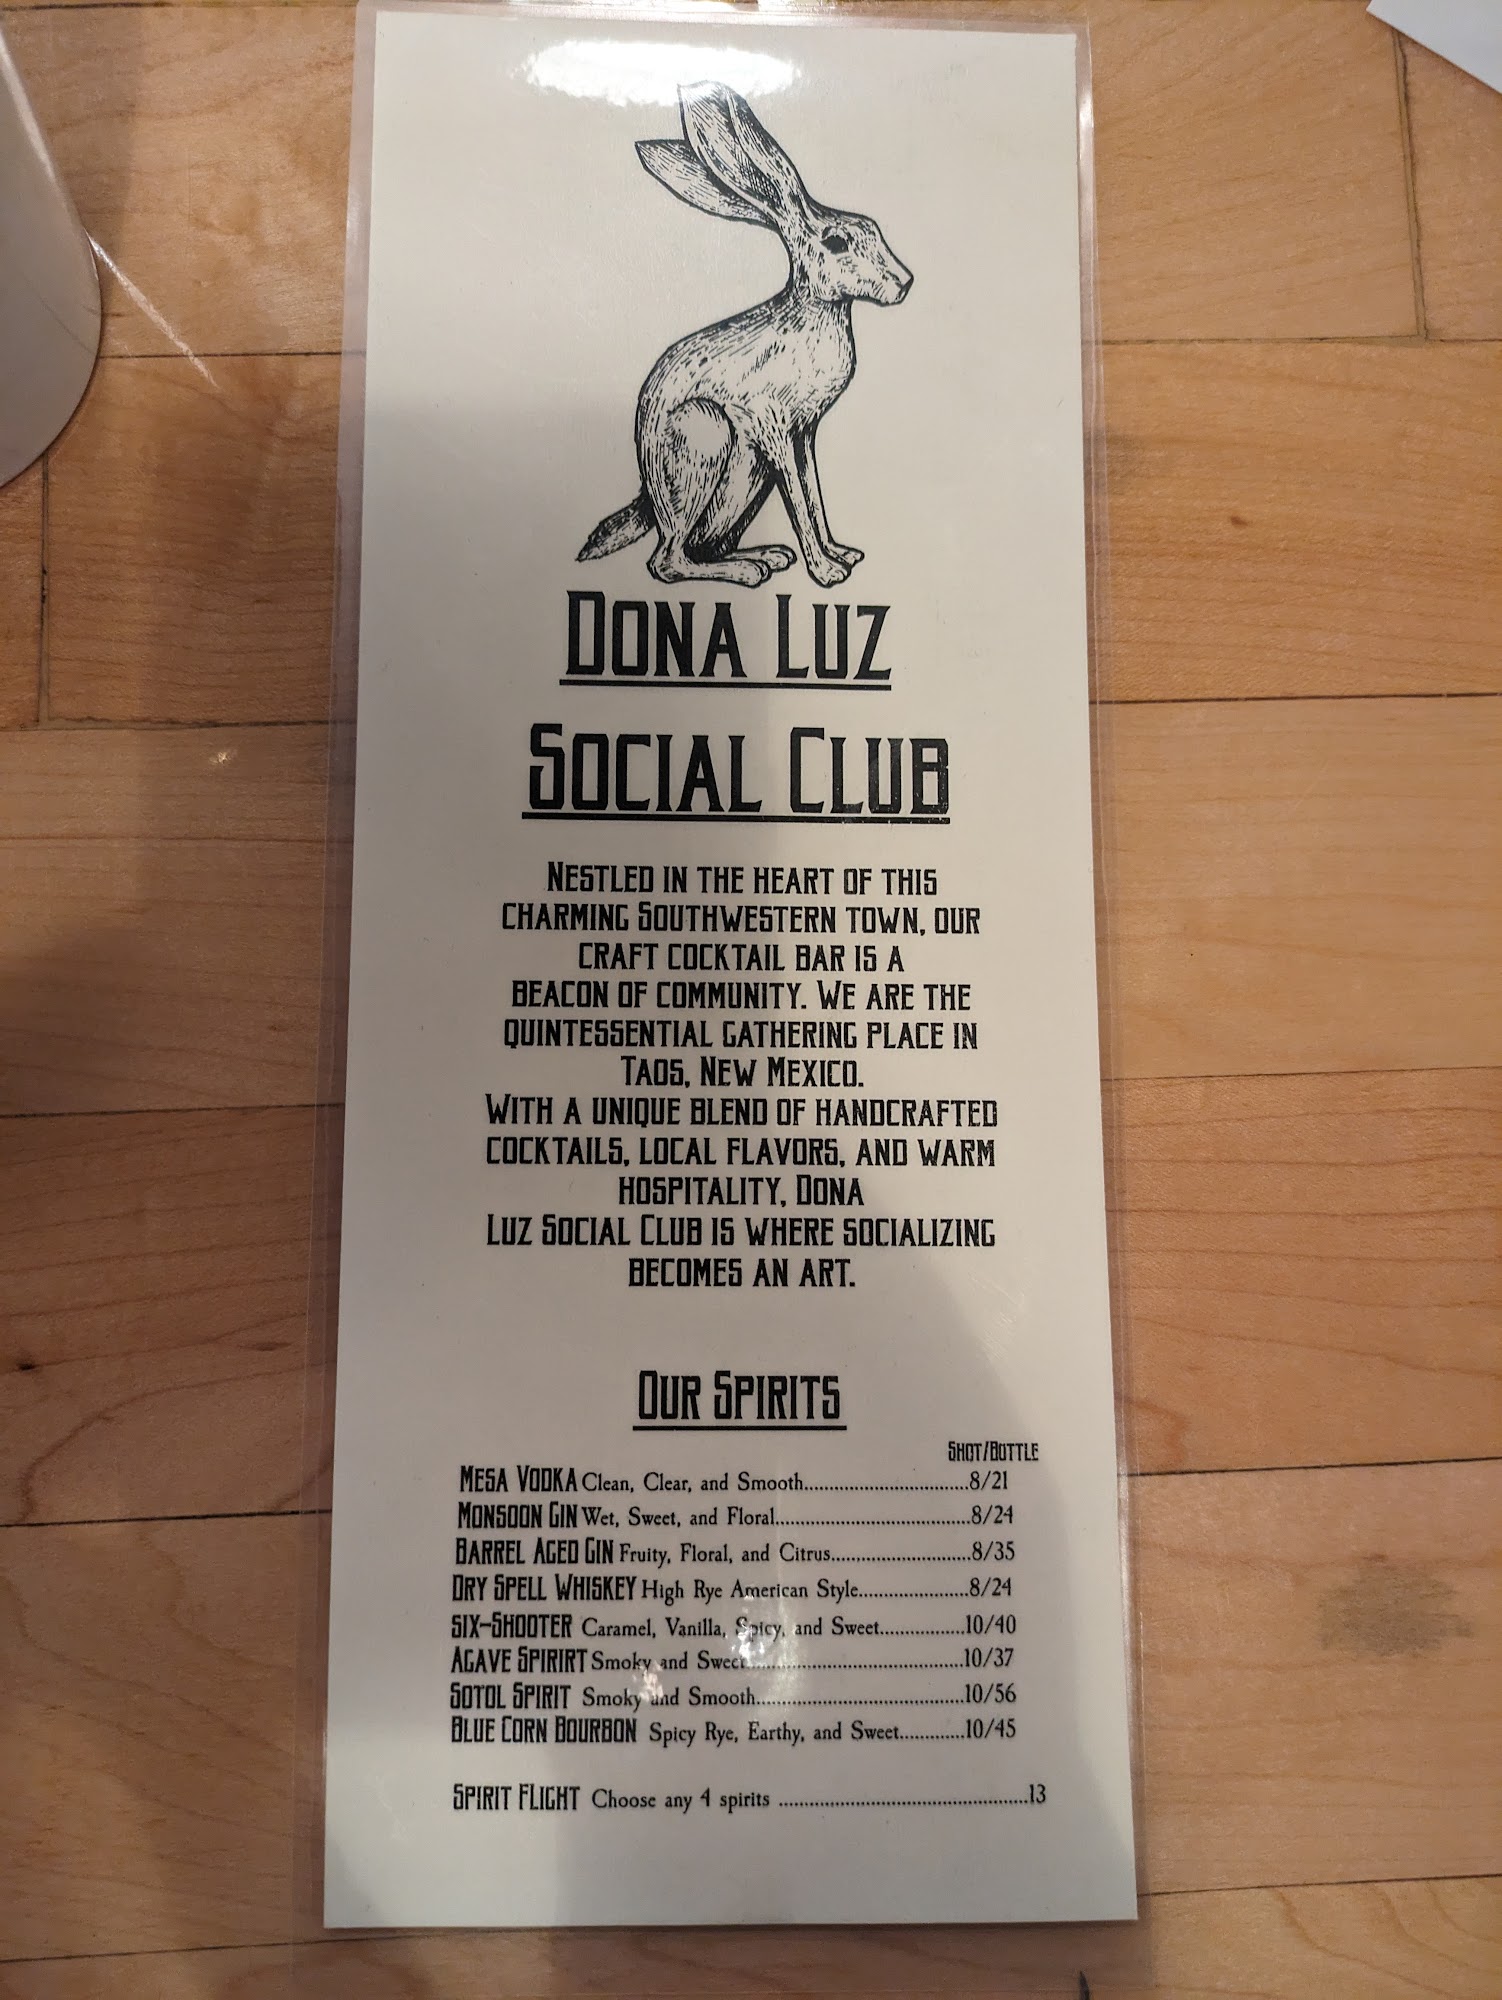 Dona Luz
Social Club
Nestled in the heart of this
charming Southwestern town, our
craft cocktail bar is a
beacon of community. We are the
quintessential gathering place in
Taos, New Mexico.
With a unique blend of handcrafted
cocktails, local flavors, and warm
hospitality, Dona
Luz Social Club is where socializing
becomes an art.
Our Spirits
Shot/Bottle
Mesa Vodka Clean, Clear, and Smooth..............................8/21
Monsoon Gin Wet, Sweet, and Floral....................................8/24
Barrel Aged Gin Fruity, Floral, and Citrus..........................8/35
Dry Spell Whiskey High Rye American Style....................8/24
Six-Shooter Caramel, Vanilla, Spicy, and Sweet................10/40
Agave Spirirt Smoky and Sweet........................................10/37
Sotol Spirit Smoky and Smooth.......................................10/56
Blue Corn Bourbon Spicy Rye, Earthy, and Sweet............10/45
Spirit Flight Choose any 4 spirits ..............................................13